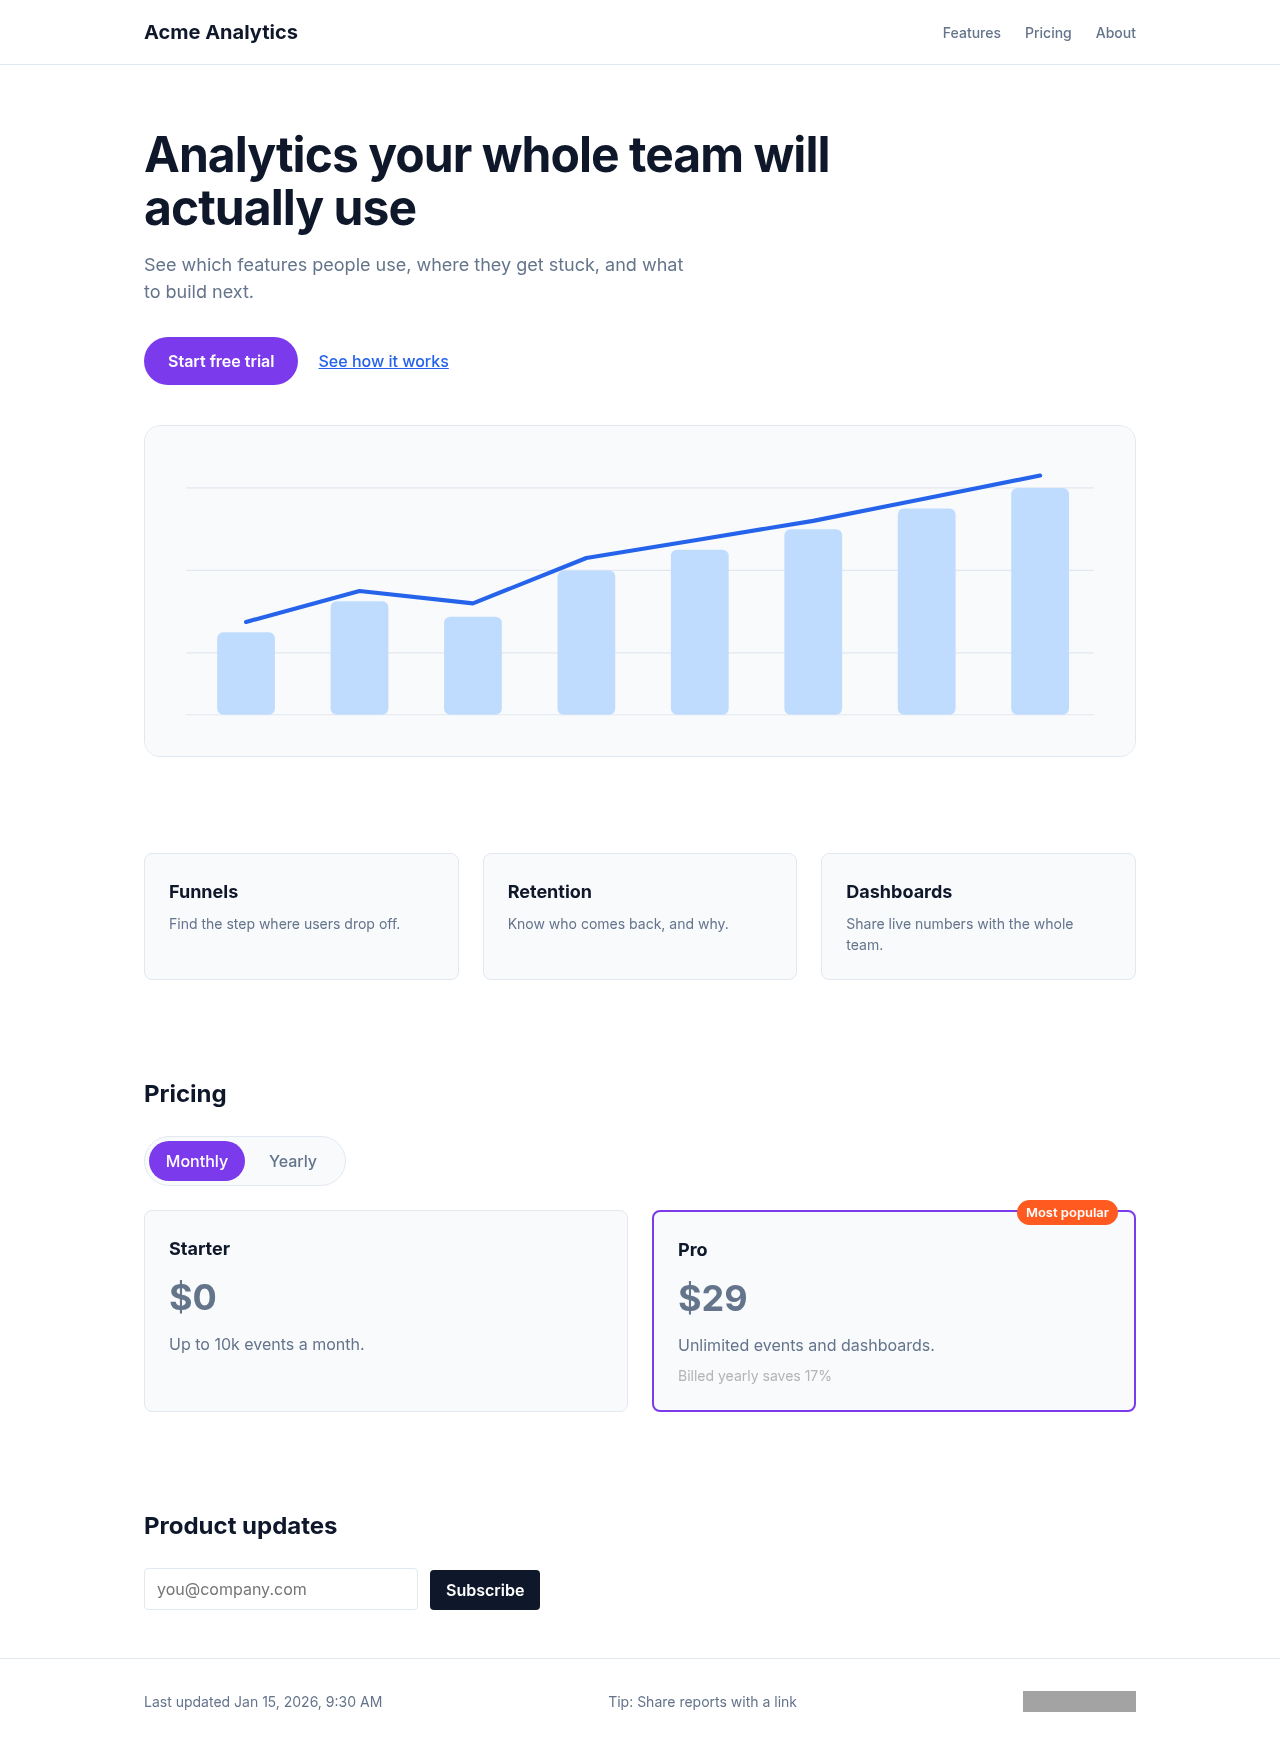 Acme Analytics
Features Pricing About
Analytics your whole team will
actually use
See which features people use, where they get stuck, and what
to build next.
Start free trial See how it works
Funnels
Find the step where users drop off.
Retention
Know who comes back, and why.
Dashboards
Share live numbers with the whole
team.
Pricing
Monthly Yearly
Starter
$0
Up to 10k events a month.
Most popular
Pro
$29
Unlimited events and dashboards.
Billed yearly saves 17%
Product updates
you@company.com Subscribe
Last updated Jan 15, 2026, 9:30 AM Tip: Share reports with a link